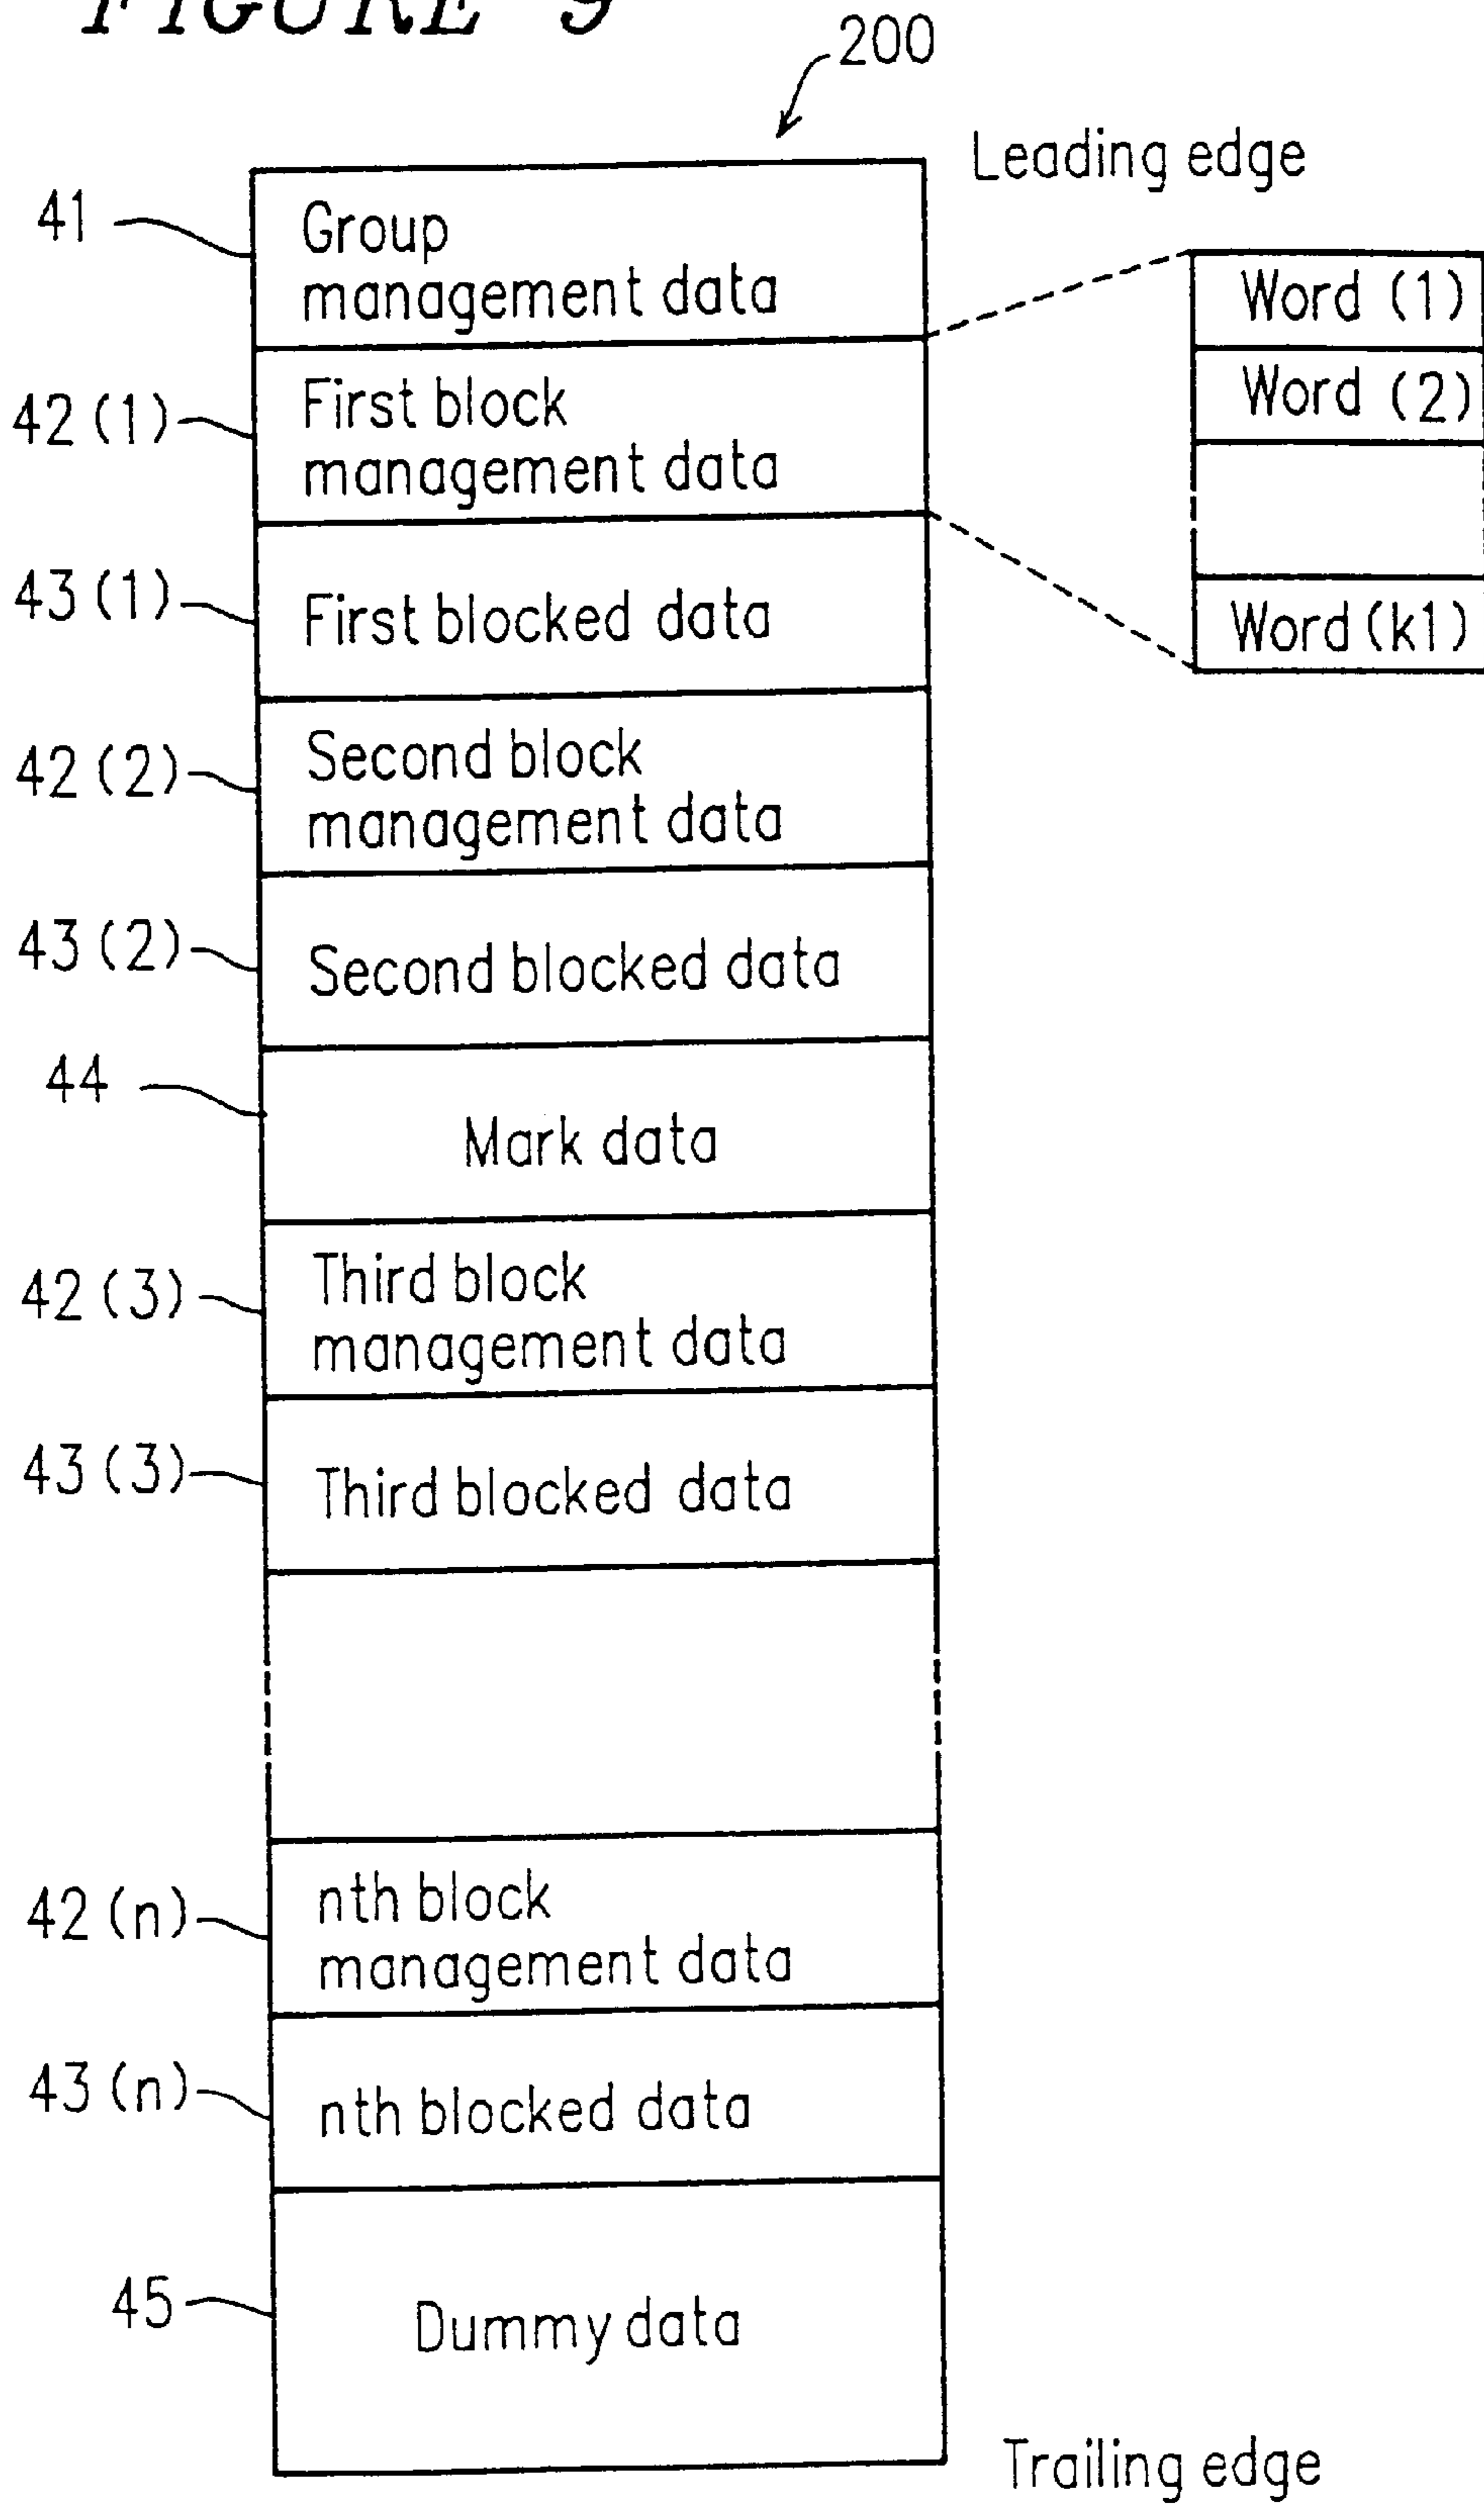 FIGURE 9
200
Leading edge
41
Group
management data
Word (1)
Word (2)
Word (k1)
42 (1)
First block
management data
43 (1)
First blocked data
42 (2)
Second block
management data
43 (2)
Second blocked data
44
Mark data
42 (3)
Third block
management data
43 (3)
Third blocked data
42 (n)
nth block
management data
43 (n)
nth blocked data
45
Dummy data
Trailing edge